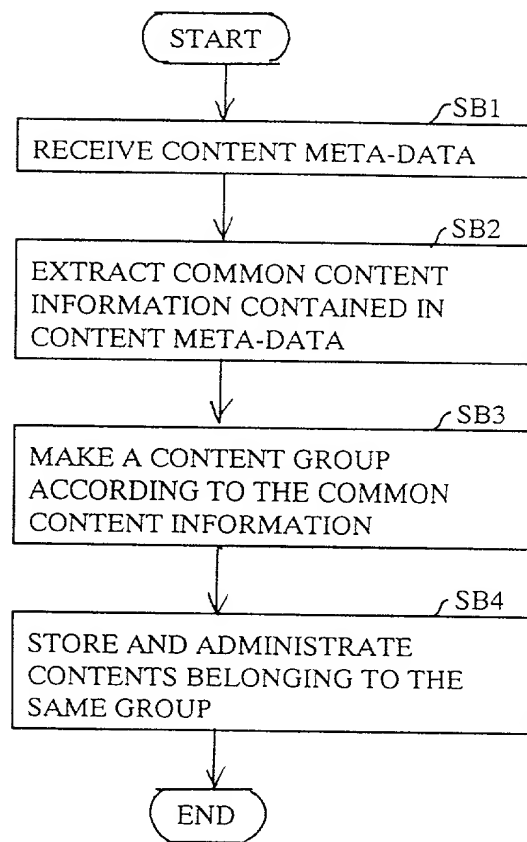 START
SB1
RECEIVE CONTENT META-DATA
SB2
EXTRACT COMMON CONTENT
INFORMATION CONTAINED IN
CONTENT META-DATA
SB3
MAKE A CONTENT GROUP
ACCORDING TO THE COMMON
CONTENT INFORMATION
SB4
STORE AND ADMINISTRATE
CONTENTS BELONGING TO THE
SAME GROUP
END